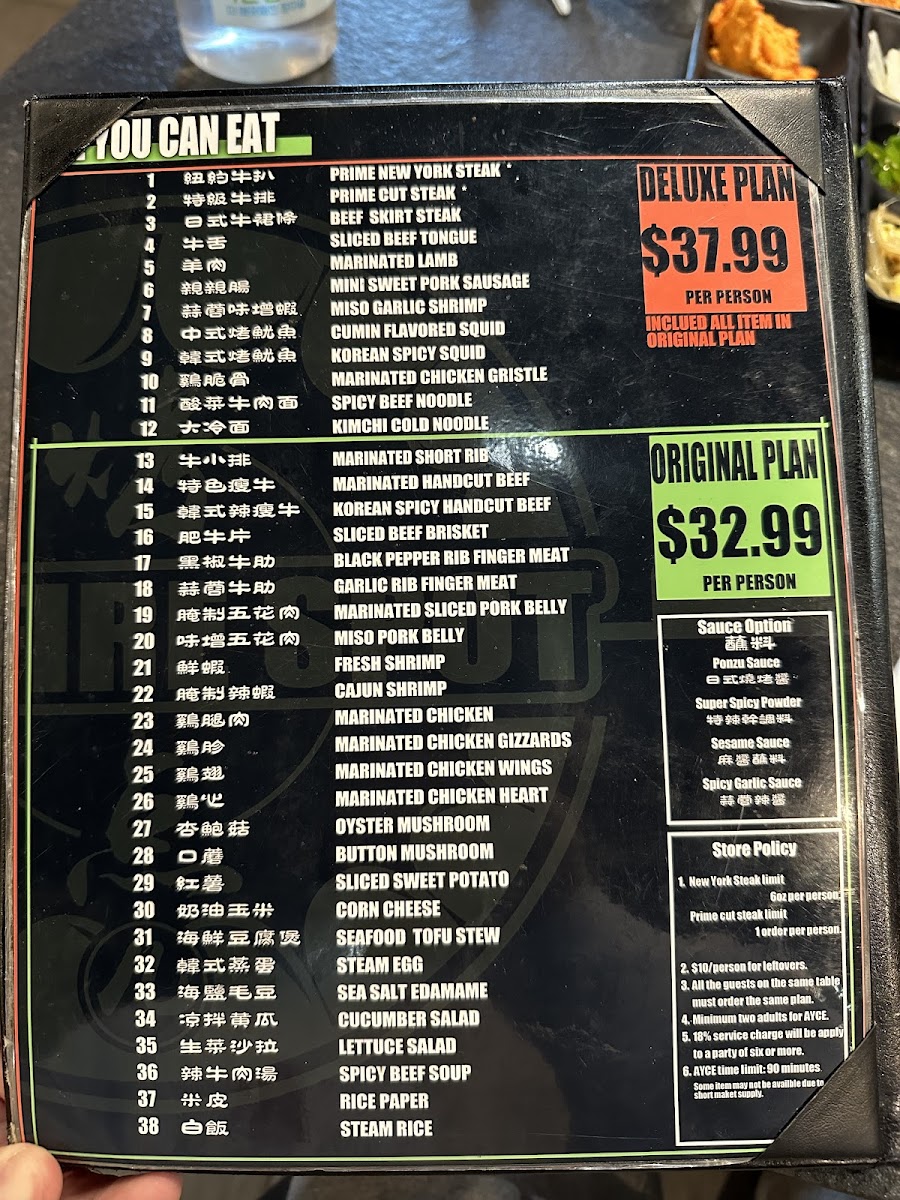 YOU CAN EAT
1 紐約牛扒 PRIME NEW YORK STEAK *
2 特級牛排 PRIME CUT STEAK *
3 日式牛裙條 BEEF SKIRT STEAK
4 牛舌 SLICED BEEF TONGUE
5 羊肉 MARINATED LAMB
6 親親腸 MINI SWEET PORK SAUSAGE
7 蒜蓉味增蝦 MISO GARLIC SHRIMP
8 中式烤魷魚 CUMIN FLAVORED SQUID
9 韓式烤魷魚 KOREAN SPICY SQUID
10 鷄脆骨 MARINATED CHICKEN GRISTLE
11 酸菜牛肉面 SPICY BEEF NOODLE
12 大冷面 KIMCHI COLD NOODLE
DELUXE PLAN
$37.99
PER PERSON
INCLUED ALL ITEM IN
ORIGINAL PLAN
13 牛小排 MARINATED SHORT RIB
14 特色瘦牛 MARINATED HANDCUT BEEF
15 韓式辣瘦牛 KOREAN SPICY HANDCUT BEEF
16 肥牛片 SLICED BEEF BRISKET
17 黑椒牛肋 BLACK PEPPER RIB FINGER MEAT
18 蒜蓉牛肋 GARLIC RIB FINGER MEAT
19 腌制五花肉 MARINATED SLICED PORK BELLY
20 味增五花肉 MISO PORK BELLY
21 鮮蝦 FRESH SHRIMP
22 腌制辣蝦 CAJUN SHRIMP
23 鷄腿肉 MARINATED CHICKEN
24 鷄胗 MARINATED CHICKEN GIZZARDS
25 鷄翅 MARINATED CHICKEN WINGS
26 鷄心 MARINATED CHICKEN HEART
27 杏鮑菇 OYSTER MUSHROOM
28 口蘑 BUTTON MUSHROOM
29 紅薯 SLICED SWEET POTATO
30 奶油玉米 CORN CHEESE
31 海鮮豆腐煲 SEAFOOD TOFU STEW
32 韓式蒸蛋 STEAM EGG
33 海鹽毛豆 SEA SALT EDAMAME
34 凉拌黄瓜 CUCUMBER SALAD
35 生菜沙拉 LETTUCE SALAD
36 辣牛肉湯 SPICY BEEF SOUP
37 米皮 RICE PAPER
38 白飯 STEAM RICE
ORIGINAL PLAN
$32.99
PER PERSON
Sauce Option
蘸料
Ponzu Sauce
日式燒烤醬
Super Spicy Powder
特辣幹調料
Sesame Sauce
麻醬蘸料
Spicy Garlic Sauce
蒜蓉辣醬
Store Policy
1. New York Steak limit
6oz per person.
Prime cut steak limit
1 order per person.
2. $10/person for leftovers.
3. All the guests on the same table
must order the same plan.
4. Minimum two adults for AYCE.
5. 18% service charge will be apply
to a party of six or more.
6. AYCE time limit: 90 minutes
Some item may not be availble due to
short maket supply.